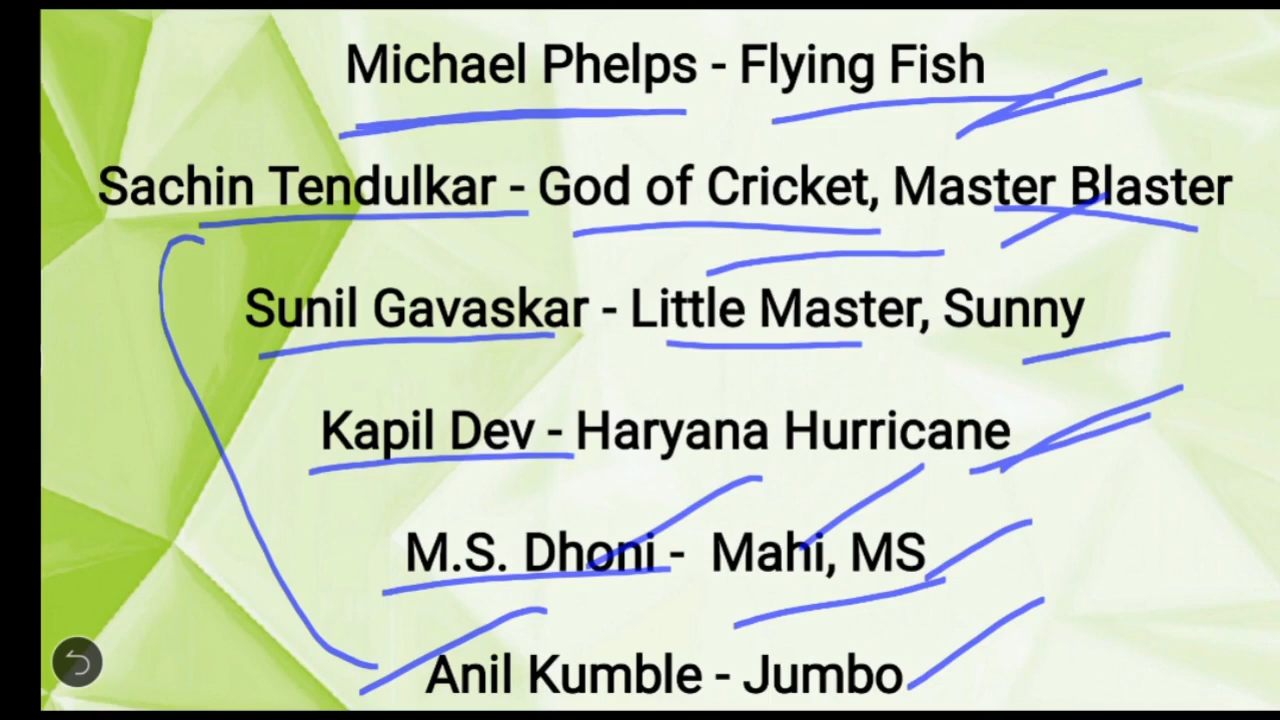 Michael Phelps - Flying Fish
Sachin Tendulkar - God of Cricket, Master Blaster
Sunil Gavaskar - Little Master, Sunny
Kapil Dev - Haryana Hurricane
M.S. Dhoni - Mahi, MS
Anil Kumble - Jumbo